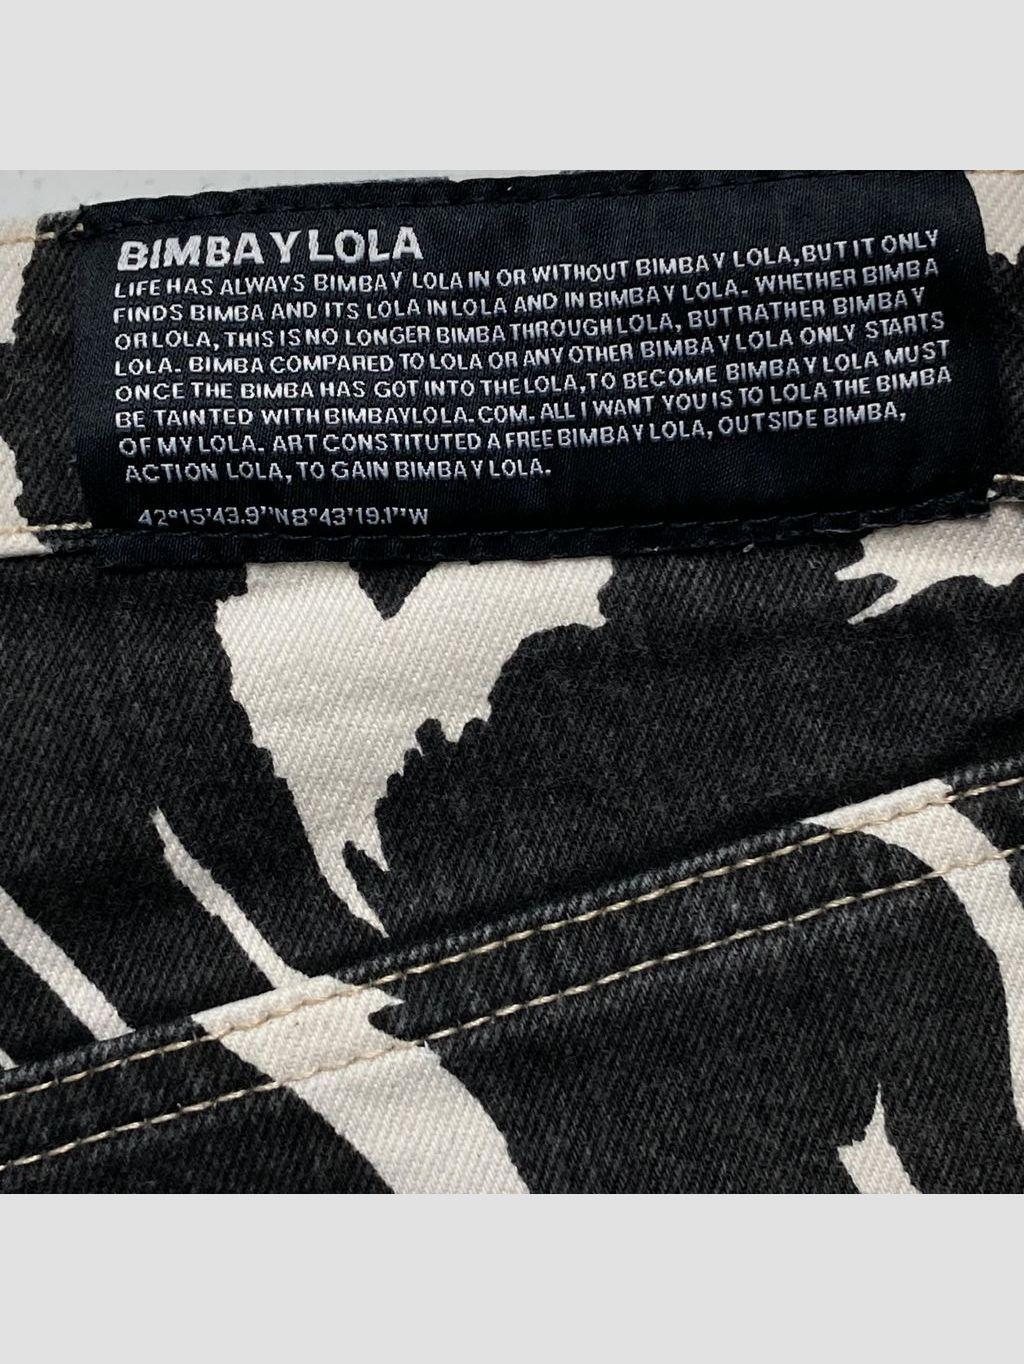 BIMBA Y LOLA
LIFE HAS ALWAYS BIMBA Y LOLA IN OR WITHOUT BIMBA Y LOLA, BUT IT ONLY
FINDS BIMBA AND ITS LOLA IN LOLA AND IN BIMBA Y LOLA. WHETHER BIMBA
OR LOLA, THIS IS NO LONGER BIMBA THROUGH LOLA, BUT RATHER BIMBA Y
LOLA. BIMBA COMPARED TO LOLA OR ANY OTHER BIMBA Y LOLA ONLY STARTS
ONCE THE BIMBA HAS GOT INTO THE LOLA, TO BECOME BIMBA Y LOLA MUST
BE TAINTED WITH BIMBAYLOLA.COM. ALL I WANT YOU IS TO LOLA THE BIMBA
OF MY LOLA. ART CONSTITUTED A FREE BIMBA Y LOLA, OUTSIDE BIMBA,
ACTION LOLA, TO GAIN BIMBA Y LOLA.
42°15'43.9''N8°43'19.1''W